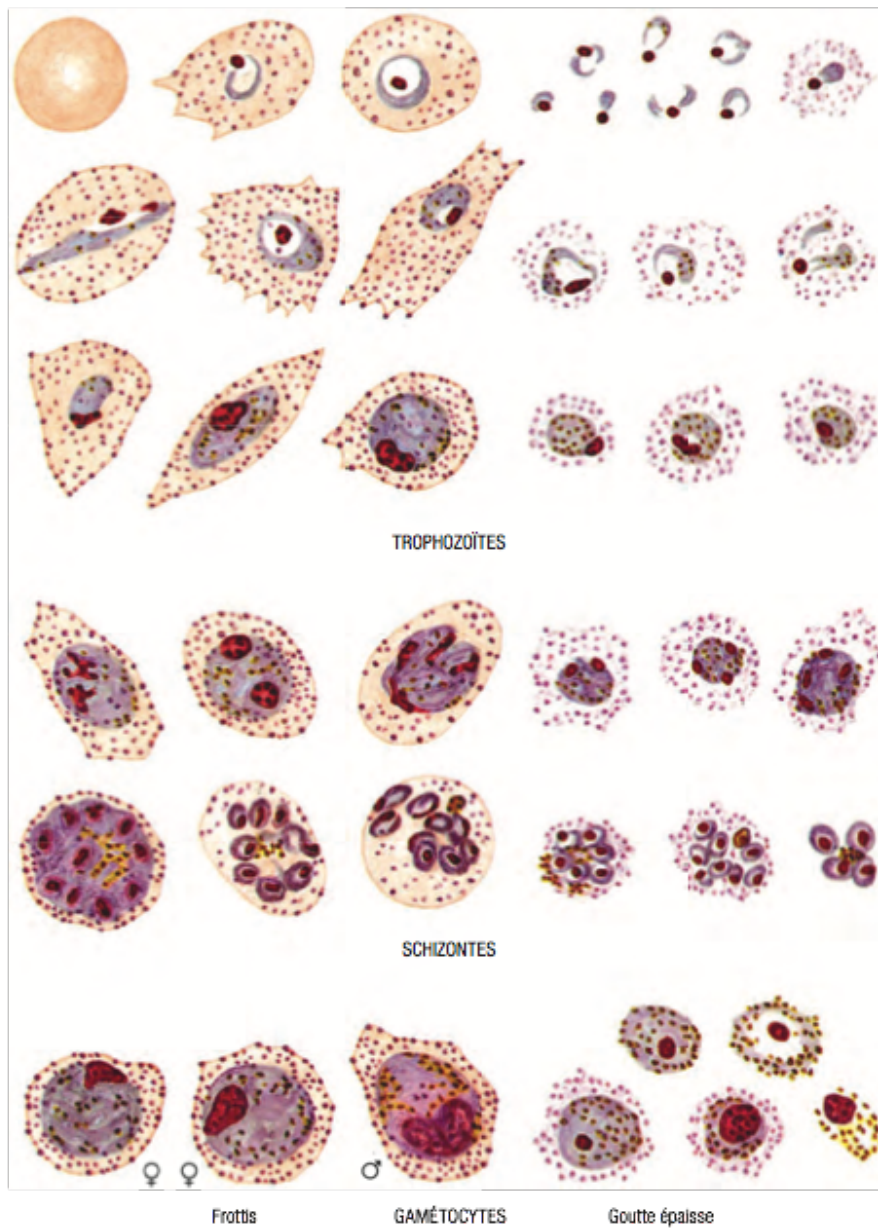 TROPHOZOÏTES
SCHIZONTES
♀ ♀ ♂
Frottis GAMÉTOCYTES Goutte épaisse